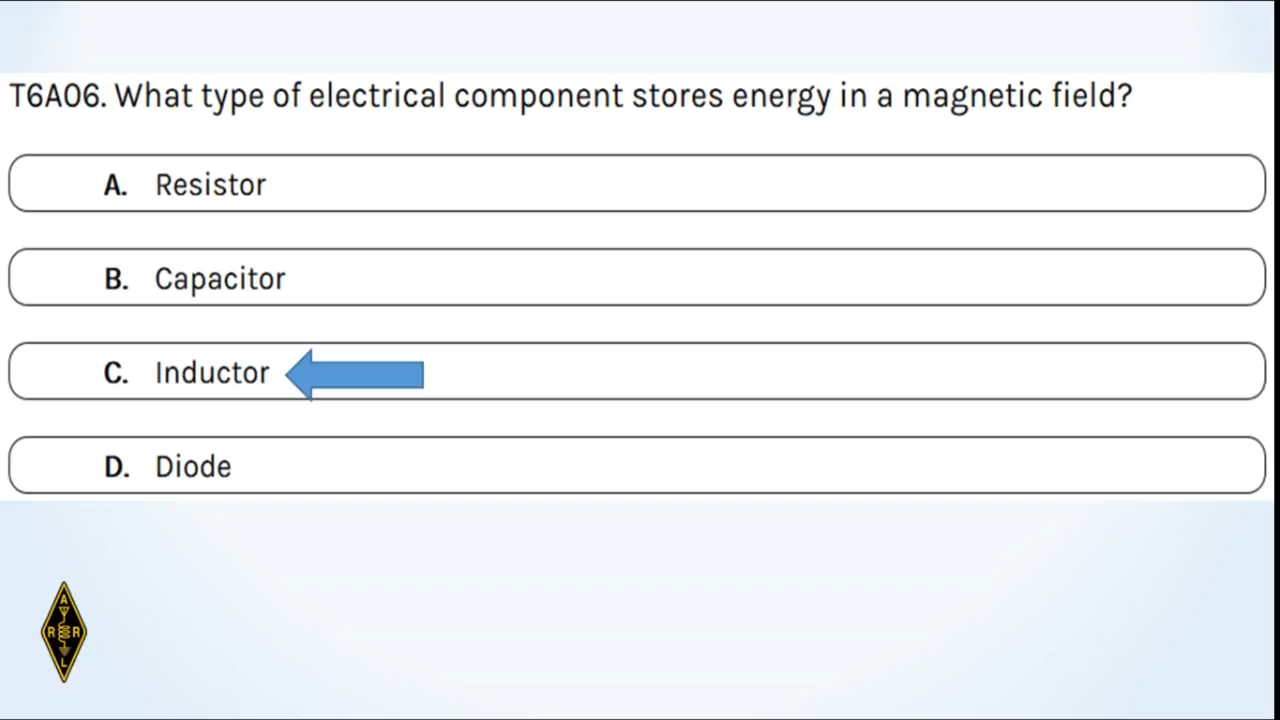 T6A06. What type of electrical component stores energy in a magnetic field?
A. Resistor
B. Capacitor
C. Inductor
D. Diode
A
R R
L